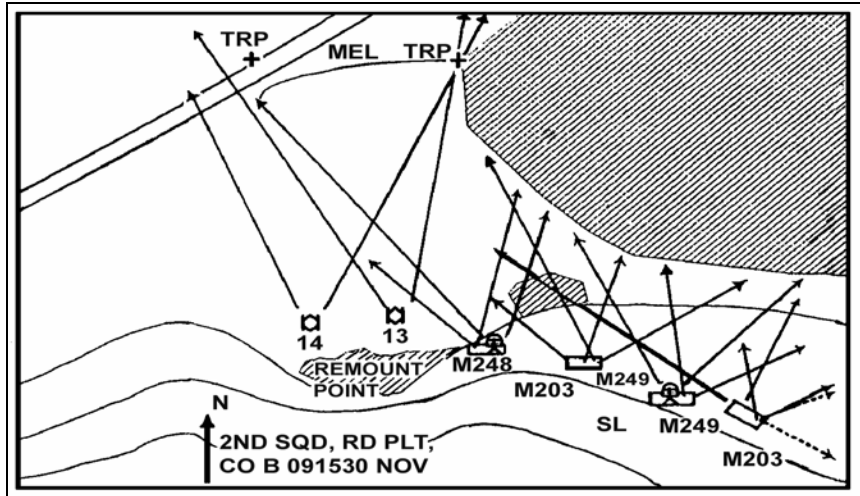 TRP
MEL TRP
14
13
REMOUNT
POINT
M248
M203
M249
SL
M249
M203
N
2ND SQD, RD PLT,
CO B 091530 NOV